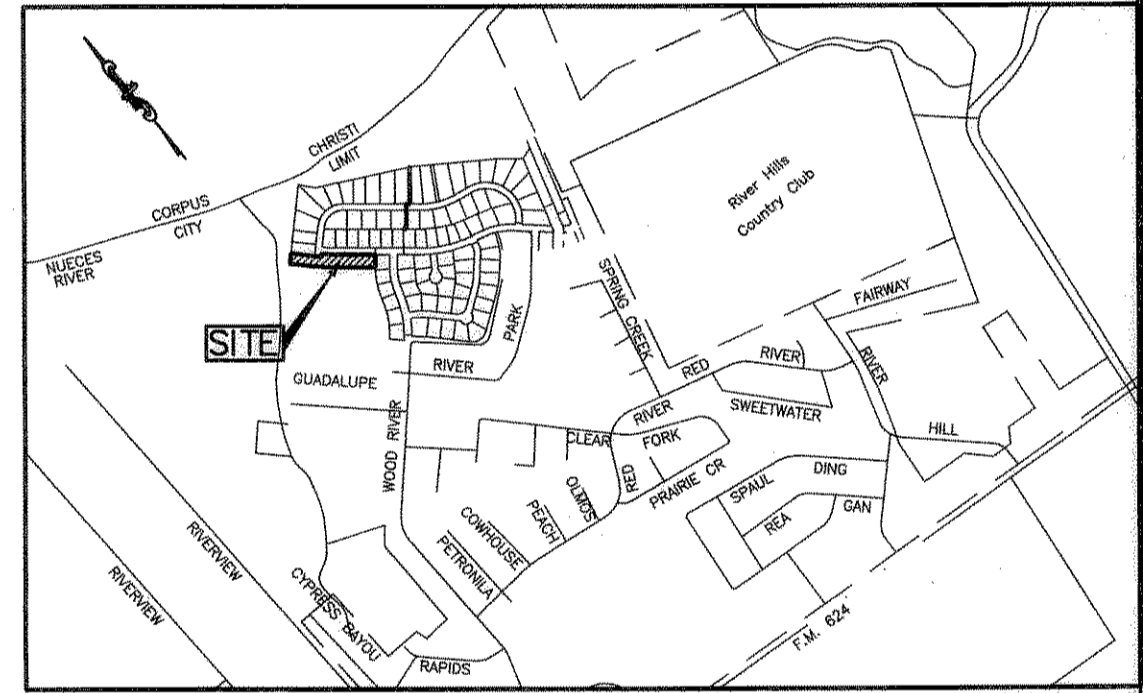 CHRISTI
LIMIT
CORPUS
CITY
NUECES
RIVER
River Hills
Country Club
SITE
SPRING CREEK
PARK
FAIRWAY
RIVER
GUADALUPE
RIVER
RED
RIVER
SWEETWATER
RIVER
HILL
WOOD RIVER
CLEAR
FORK
RED
PRAIRIE CR
OLMOS
PEACH
COWHOUSE
PETRONILA
SPAUL
DING
REA
GAN
RIVERVIEW
RIVERVIEW
CYPRESS BAYOU
RAPIDS
F.M. 624